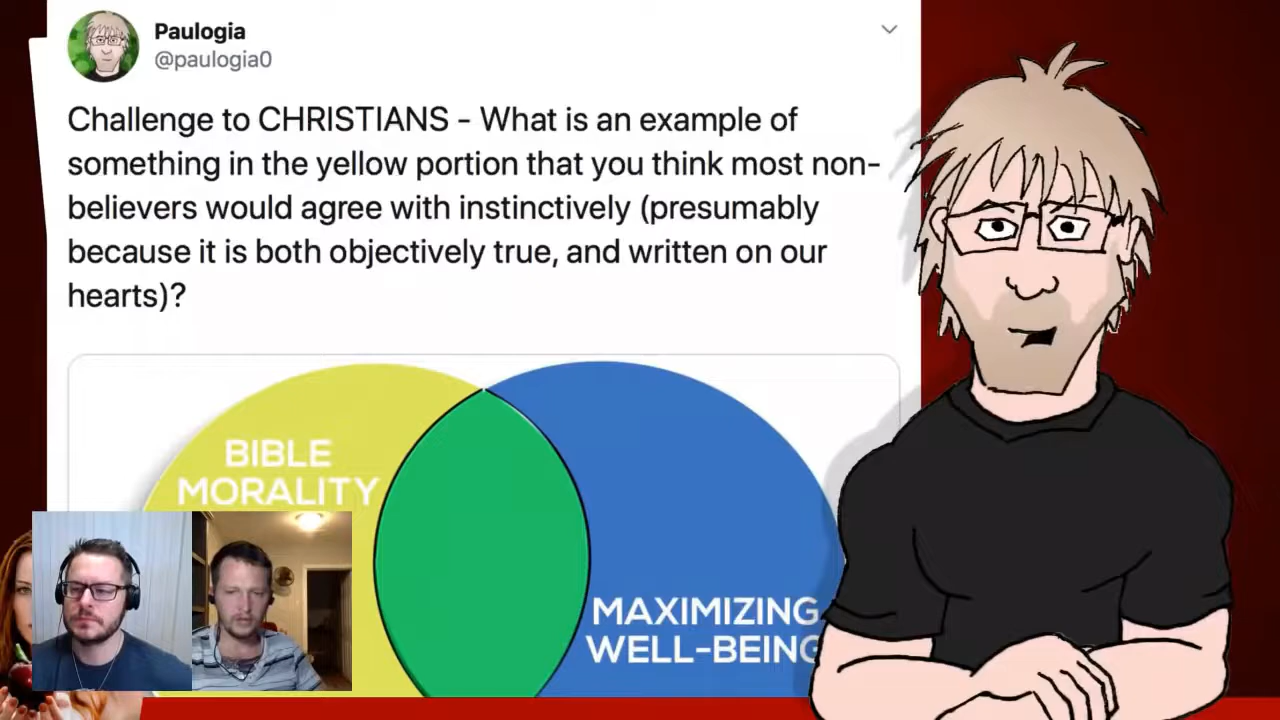 Paulogia
@paulogia0
Challenge to CHRISTIANS - What is an example of
something in the yellow portion that you think most non-
believers would agree with instinctively (presumably
because it is both objectively true, and written on our
hearts)?
BIBLE
MORALITY
MAXIMIZING
WELL-BEING